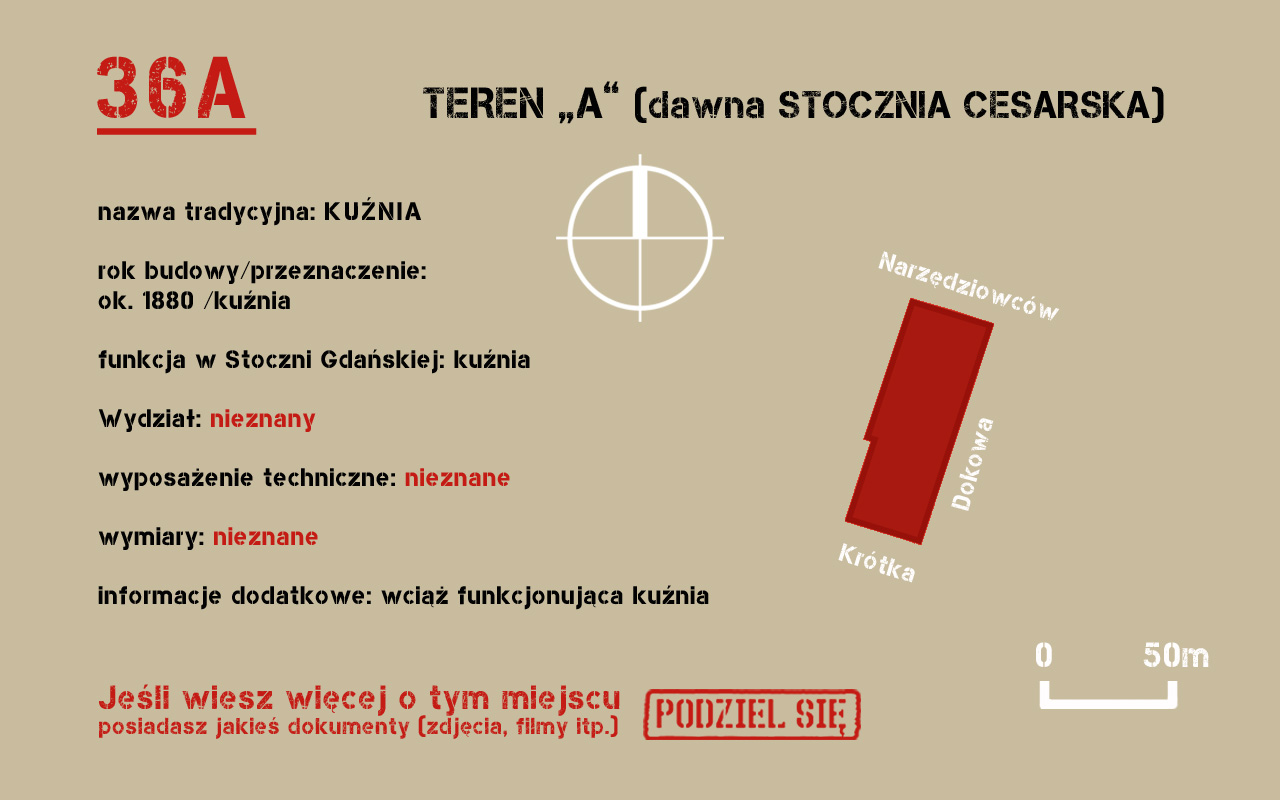 36A
TEREN „A“ (dawna STOCZNIA CESARSKA)
nazwa tradycyjna: KUŹNIA
rok budowy/przeznaczenie:
ok. 1880 /kuźnia
funkcja w Stoczni Gdańskiej: kuźnia
Wydział: nieznany
wyposażenie techniczne: nieznane
wymiary: nieznane
informacje dodatkowe: wciąż funkcjonująca kuźnia
Narzędziowców
Dokowa
Krótka
0 50m
Jeśli wiesz więcej o tym miejscu
posiadasz jakieś dokumenty (zdjęcia, filmy itp.)
PODZIEL SIĘ